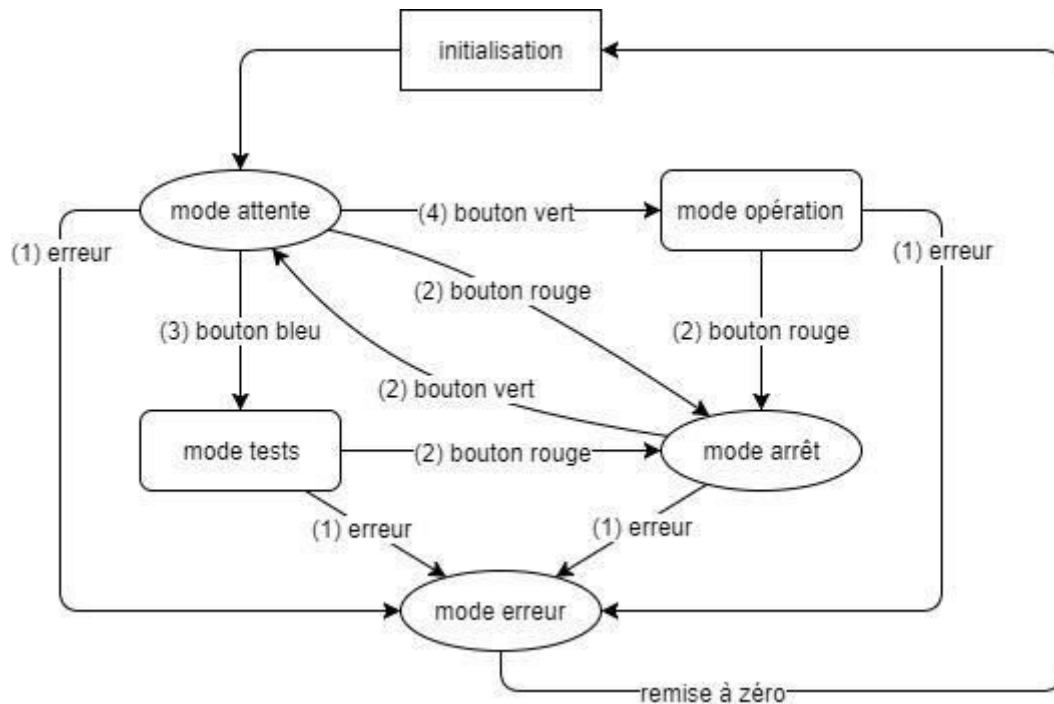 initialisation
mode attente
(4) bouton vert
mode opération
(1) erreur
(1) erreur
(2) bouton rouge
(3) bouton bleu
(2) bouton rouge
(2) bouton vert
mode tests
(2) bouton rouge
mode arrêt
(1) erreur
(1) erreur
mode erreur
remise à zéro